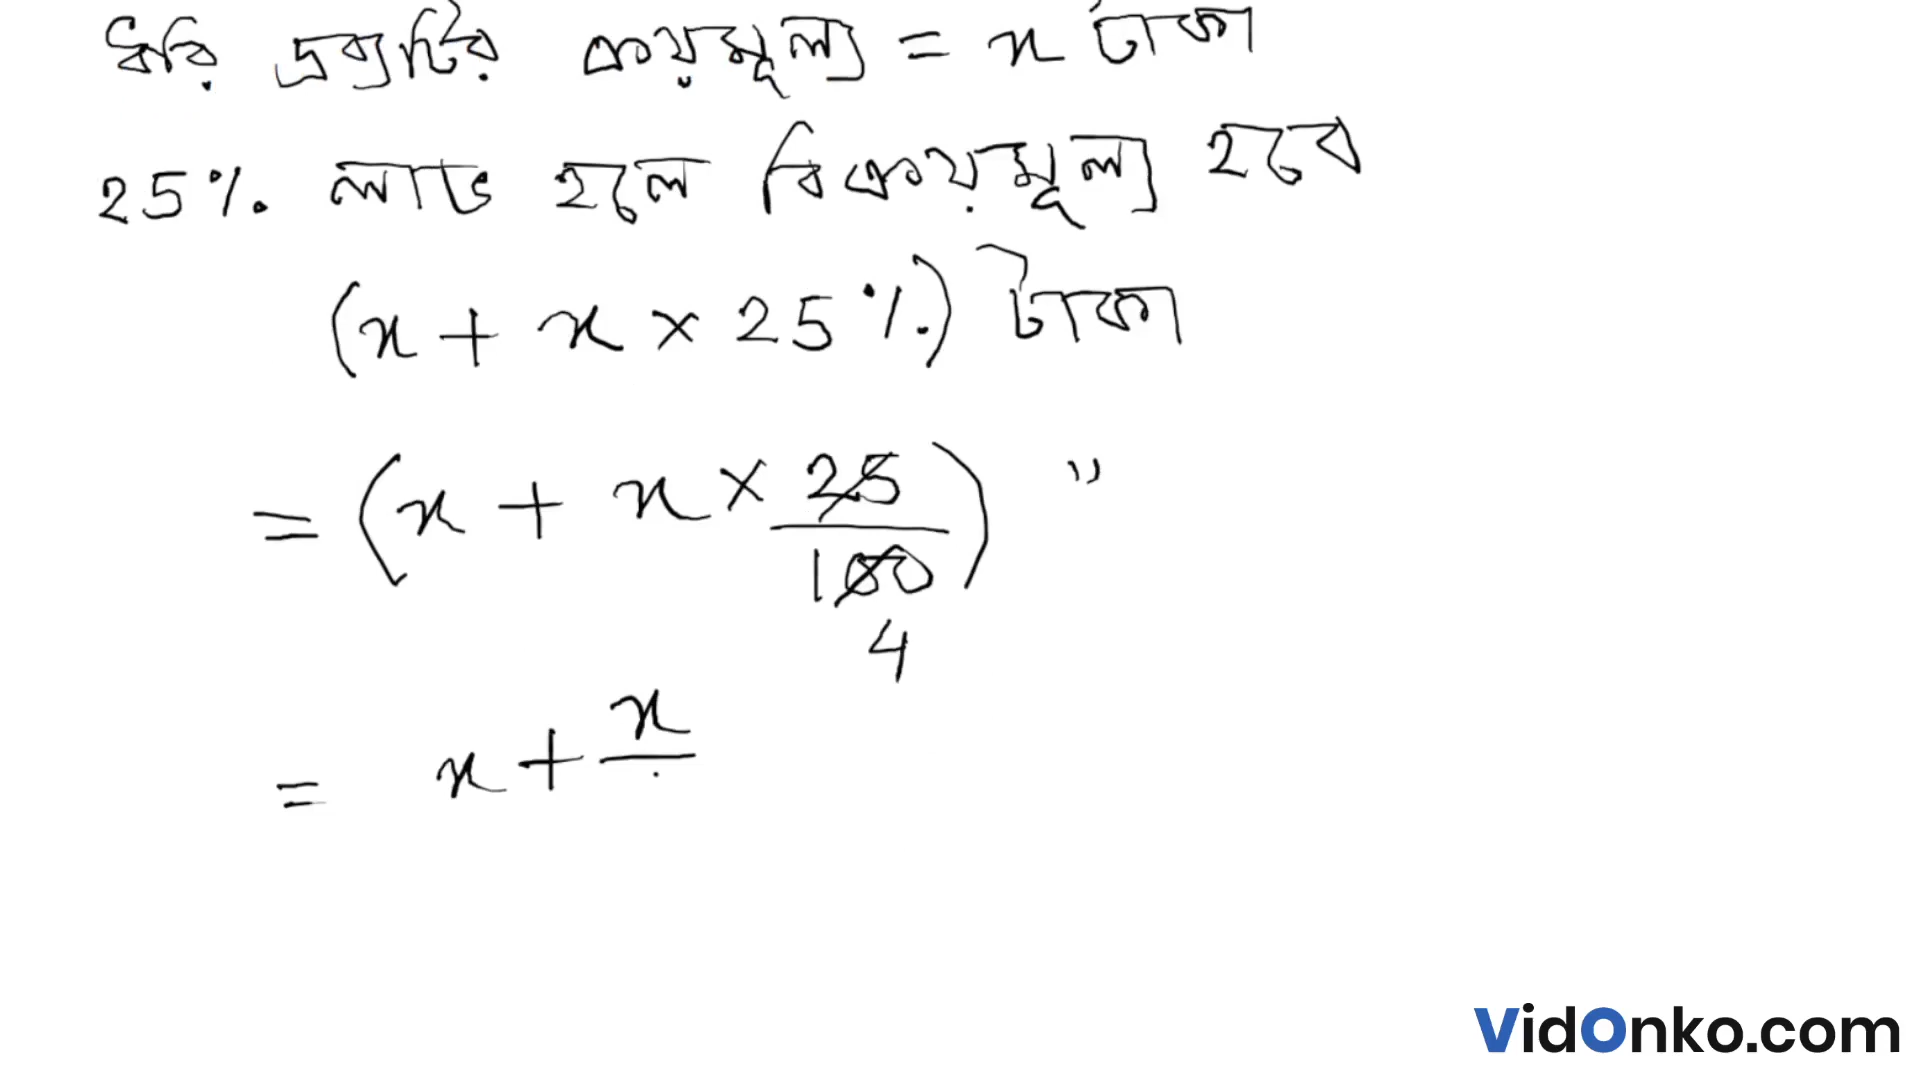 ধরি দ্রব্যটির ক্রয়মূল্য = x টাকা
25% লাভে হলে বিক্রয়মূল্য হবে
(x + x × 25%) টাকা
= (x + x × 25/100) "
4
= x + x/
VidOnko.com